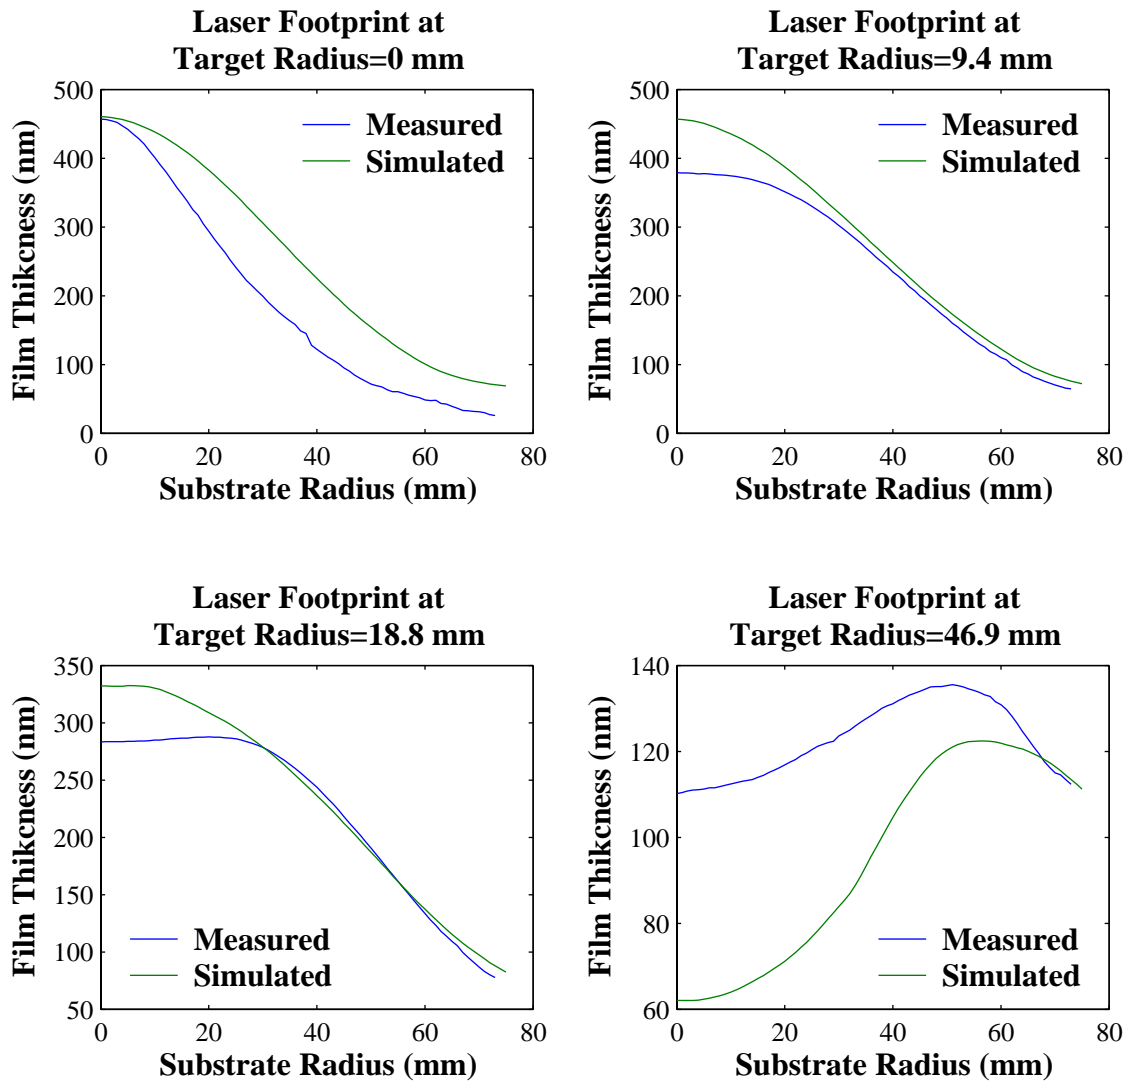 Laser Footprint at
Target Radius=0 mm
500
400
300
200
100
0
Film Thikcness (nm)
Measured
Simulated
0 20 40 60 80
Substrate Radius (mm)
Laser Footprint at
Target Radius=9.4 mm
500
400
300
200
100
0
Film Thikcness (nm)
Measured
Simulated
0 20 40 60 80
Substrate Radius (mm)
Laser Footprint at
Target Radius=18.8 mm
350
300
250
200
150
100
50
Film Thikcness (nm)
Measured
Simulated
0 20 40 60 80
Substrate Radius (mm)
Laser Footprint at
Target Radius=46.9 mm
140
120
100
80
60
Film Thikcness (nm)
Measured
Simulated
0 20 40 60 80
Substrate Radius (mm)